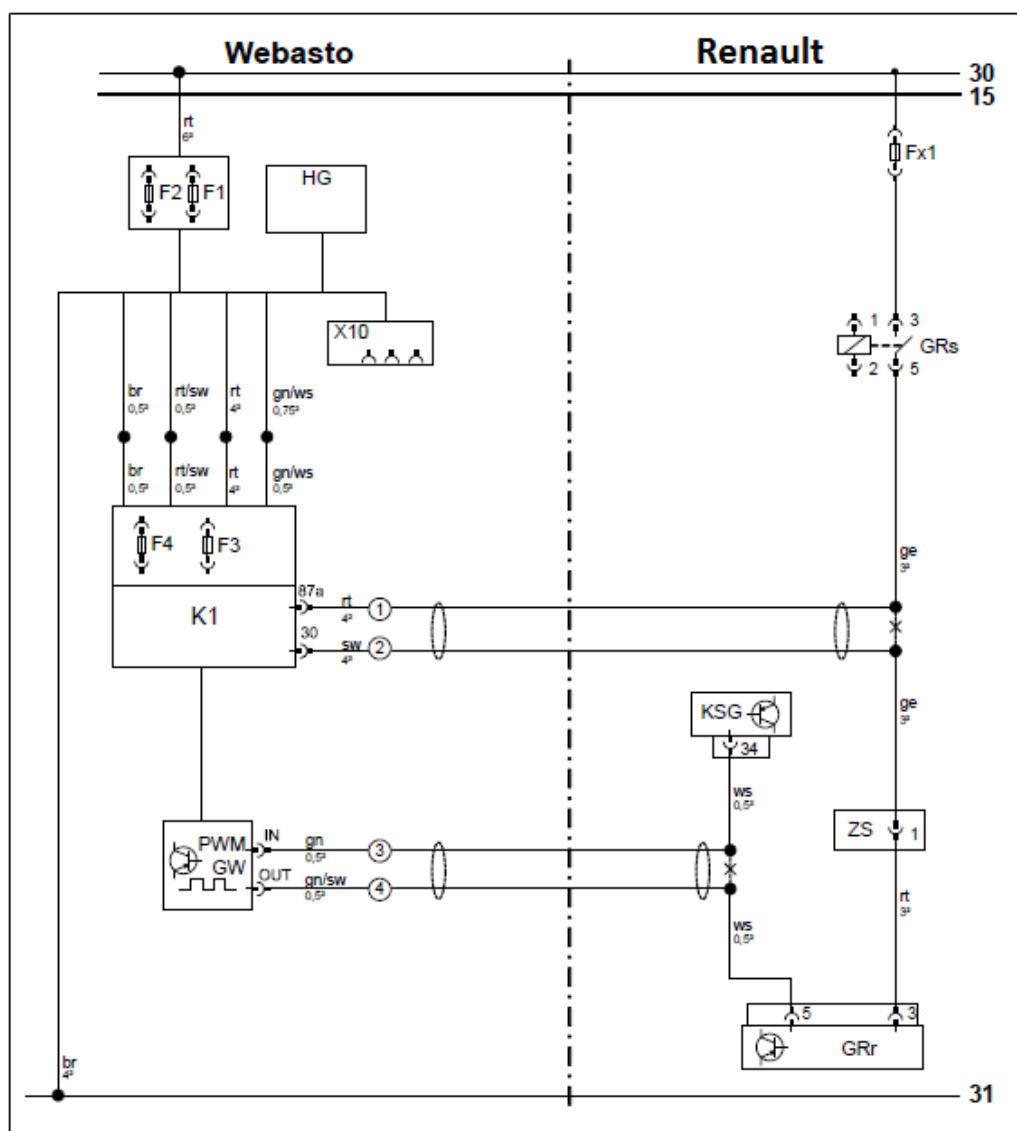 Webasto Renault
30
15
rt
6²
Fx1
F2 F1
HG
X10
1 3
GRs
2 5
br rt/sw rt gn/ws
0,5² 0,5² 4² 0,75²
br rt/sw rt gn/ws
0,5² 0,5² 4² 0,5²
F4 F3
ge
3²
87a
rt 1
4²
K1
30
sw 2
4²
KSG
34
ge
3²
ws
0,5²
ZS 1
PWM IN gn 3
0,5²
GW OUT gn/sw 4
0,5²
rt
3²
ws
0,5²
5 3
GRr
br
4²
31